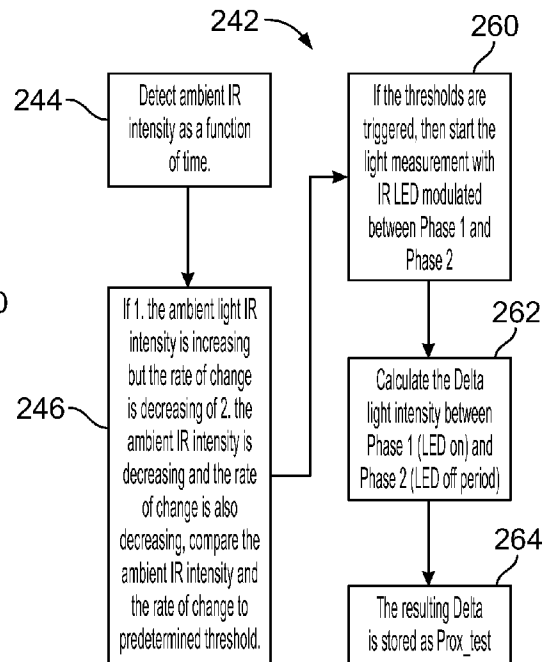 242
244
Detect ambient IR
intensity as a function
of time.
246
If 1. the ambient light IR
intensity is increasing
but the rate of change
is decreasing of 2. the
ambient IR intensity is
decreasing and the rate
of change is also
decreasing, compare the
ambient IR intensity and
the rate of change to
predetermined threshold.
260
If the thresholds are
triggered, then start the
light measurement with
IR LED modulated
between Phase 1 and
Phase 2
262
Calculate the Delta
light intensity between
Phase 1 (LED on) and
Phase 2 (LED off period)
264
The resulting Delta
is stored as Prox_test